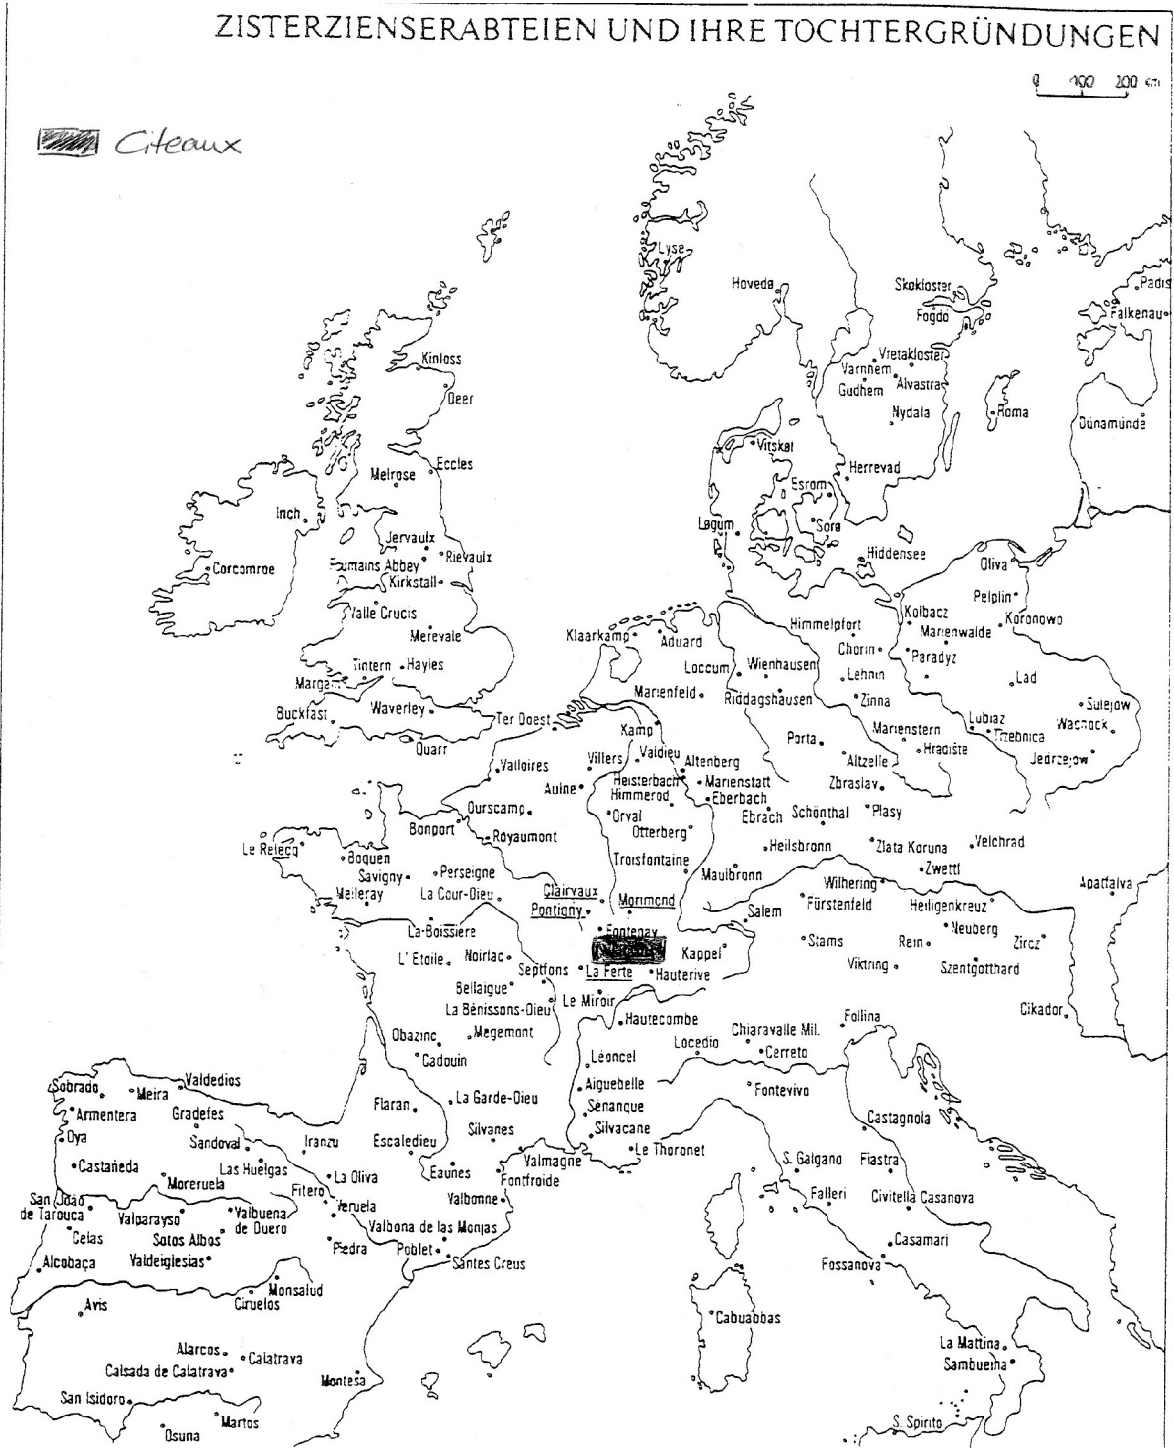 ZISTERZIENSERABTEIEN UND IHRE TOCHTERGRÜNDUNGEN
0 100 200 km
Citeaux
Lyse
Hovedø
Skokloster
Fogdö
Padis
Falkenau
Kinloss
Deer
Vretakloster
Varnhem
Gudhem
Alvastra
Nydala
Roma
Dünamünde
Vitskøl
Eccles
Melrose
Herrevad
Esrom
Inch
Løgum
Sorø
Jervaulx
Rievaulx
Abbey
Kirkstall
Corcomroe
Hiddensee
Oliva
Pelplin
Valle Crucis
Merevale
Klaarkamp
Aduard
Himmelpfort
Kolbacz
Marienwalde
Koronowo
Chorin
Paradyz
Tintern
Hayles
Loccum
Wienhausen
Lehnin
Lad
Marienfeld
Riddagshausen
Zinna
Sulejow
Buckfast
Waverley
Ter Doest
Kamp
Marienstern
Lubiaz
Trzebnica
Quarr
Porta
Hradište
Jedrzejow
Valloires
Villers
Valdieu
Altenberg
Altzelle
Aulne
Heisterbach
Marienstatt
Zbraslav
Himmerod
Eberbach
Ourscamp
Orval
Ebrach
Schönthal
Plasy
Bonport
Royaumont
Otterberg
Le Relecq
Boquen
Troisfontaine
Heilsbronn
Zlata Koruna
Velchrad
Savigny
Perseigne
Maulbronn
Zwettl
Melleray
La Cour-Dieu
Clairvaux
Morimond
Wilhering
Apatfalva
Pontigny
Salem
Fürstenfeld
Heiligenkreuz
La-Boissiere
Fontenay
Neuberg
L'Etoile
Noirlac
Kappel
Stams
Rein
Zircz
Septfons
La Ferte
Hauterive
Viktring
Szentgotthard
Bellaigue
Le Miroir
La Bénissons-Dieu
Cikador
Hautecombe
Follina
Obazine
Megemont
Chiaravalle Mil.
Cadouin
Locedio
Cerreto
Léoncel
Sobrado
Meira
Valdedios
Aiguebelle
Fontevivo
Armentera
Gradefes
Flaran
La Garde-Dieu
Sénanque
Castagnola
Oya
Sandoval
Iranzu
Escaledieu
Silvanes
Silvacane
Castañeda
Las Huelgas
Le Thoronet
La Oliva
Eaunes
Valmagne
S. Galgano
Fiastra
Moreruela
Fitero
Fontfroide
San João
de Tarouca
Valparayso
Valbuena
de Duero
Veruela
Valbonne
Falleri
Civitella Casanova
Celas
Sotos Albos
Valbona de las Monjas
Casamari
Alcobaça
Valdeiglesias
Piedra
Poblet
Santes Creus
Fossanova
Monsalud
Avis
Ciruelos
Cabuabbas
Alarcos
Calatrava
Calsada de Calatrava
La Mattina
Montesa
San Isidoro
Martos
Osuna
S. Spirito